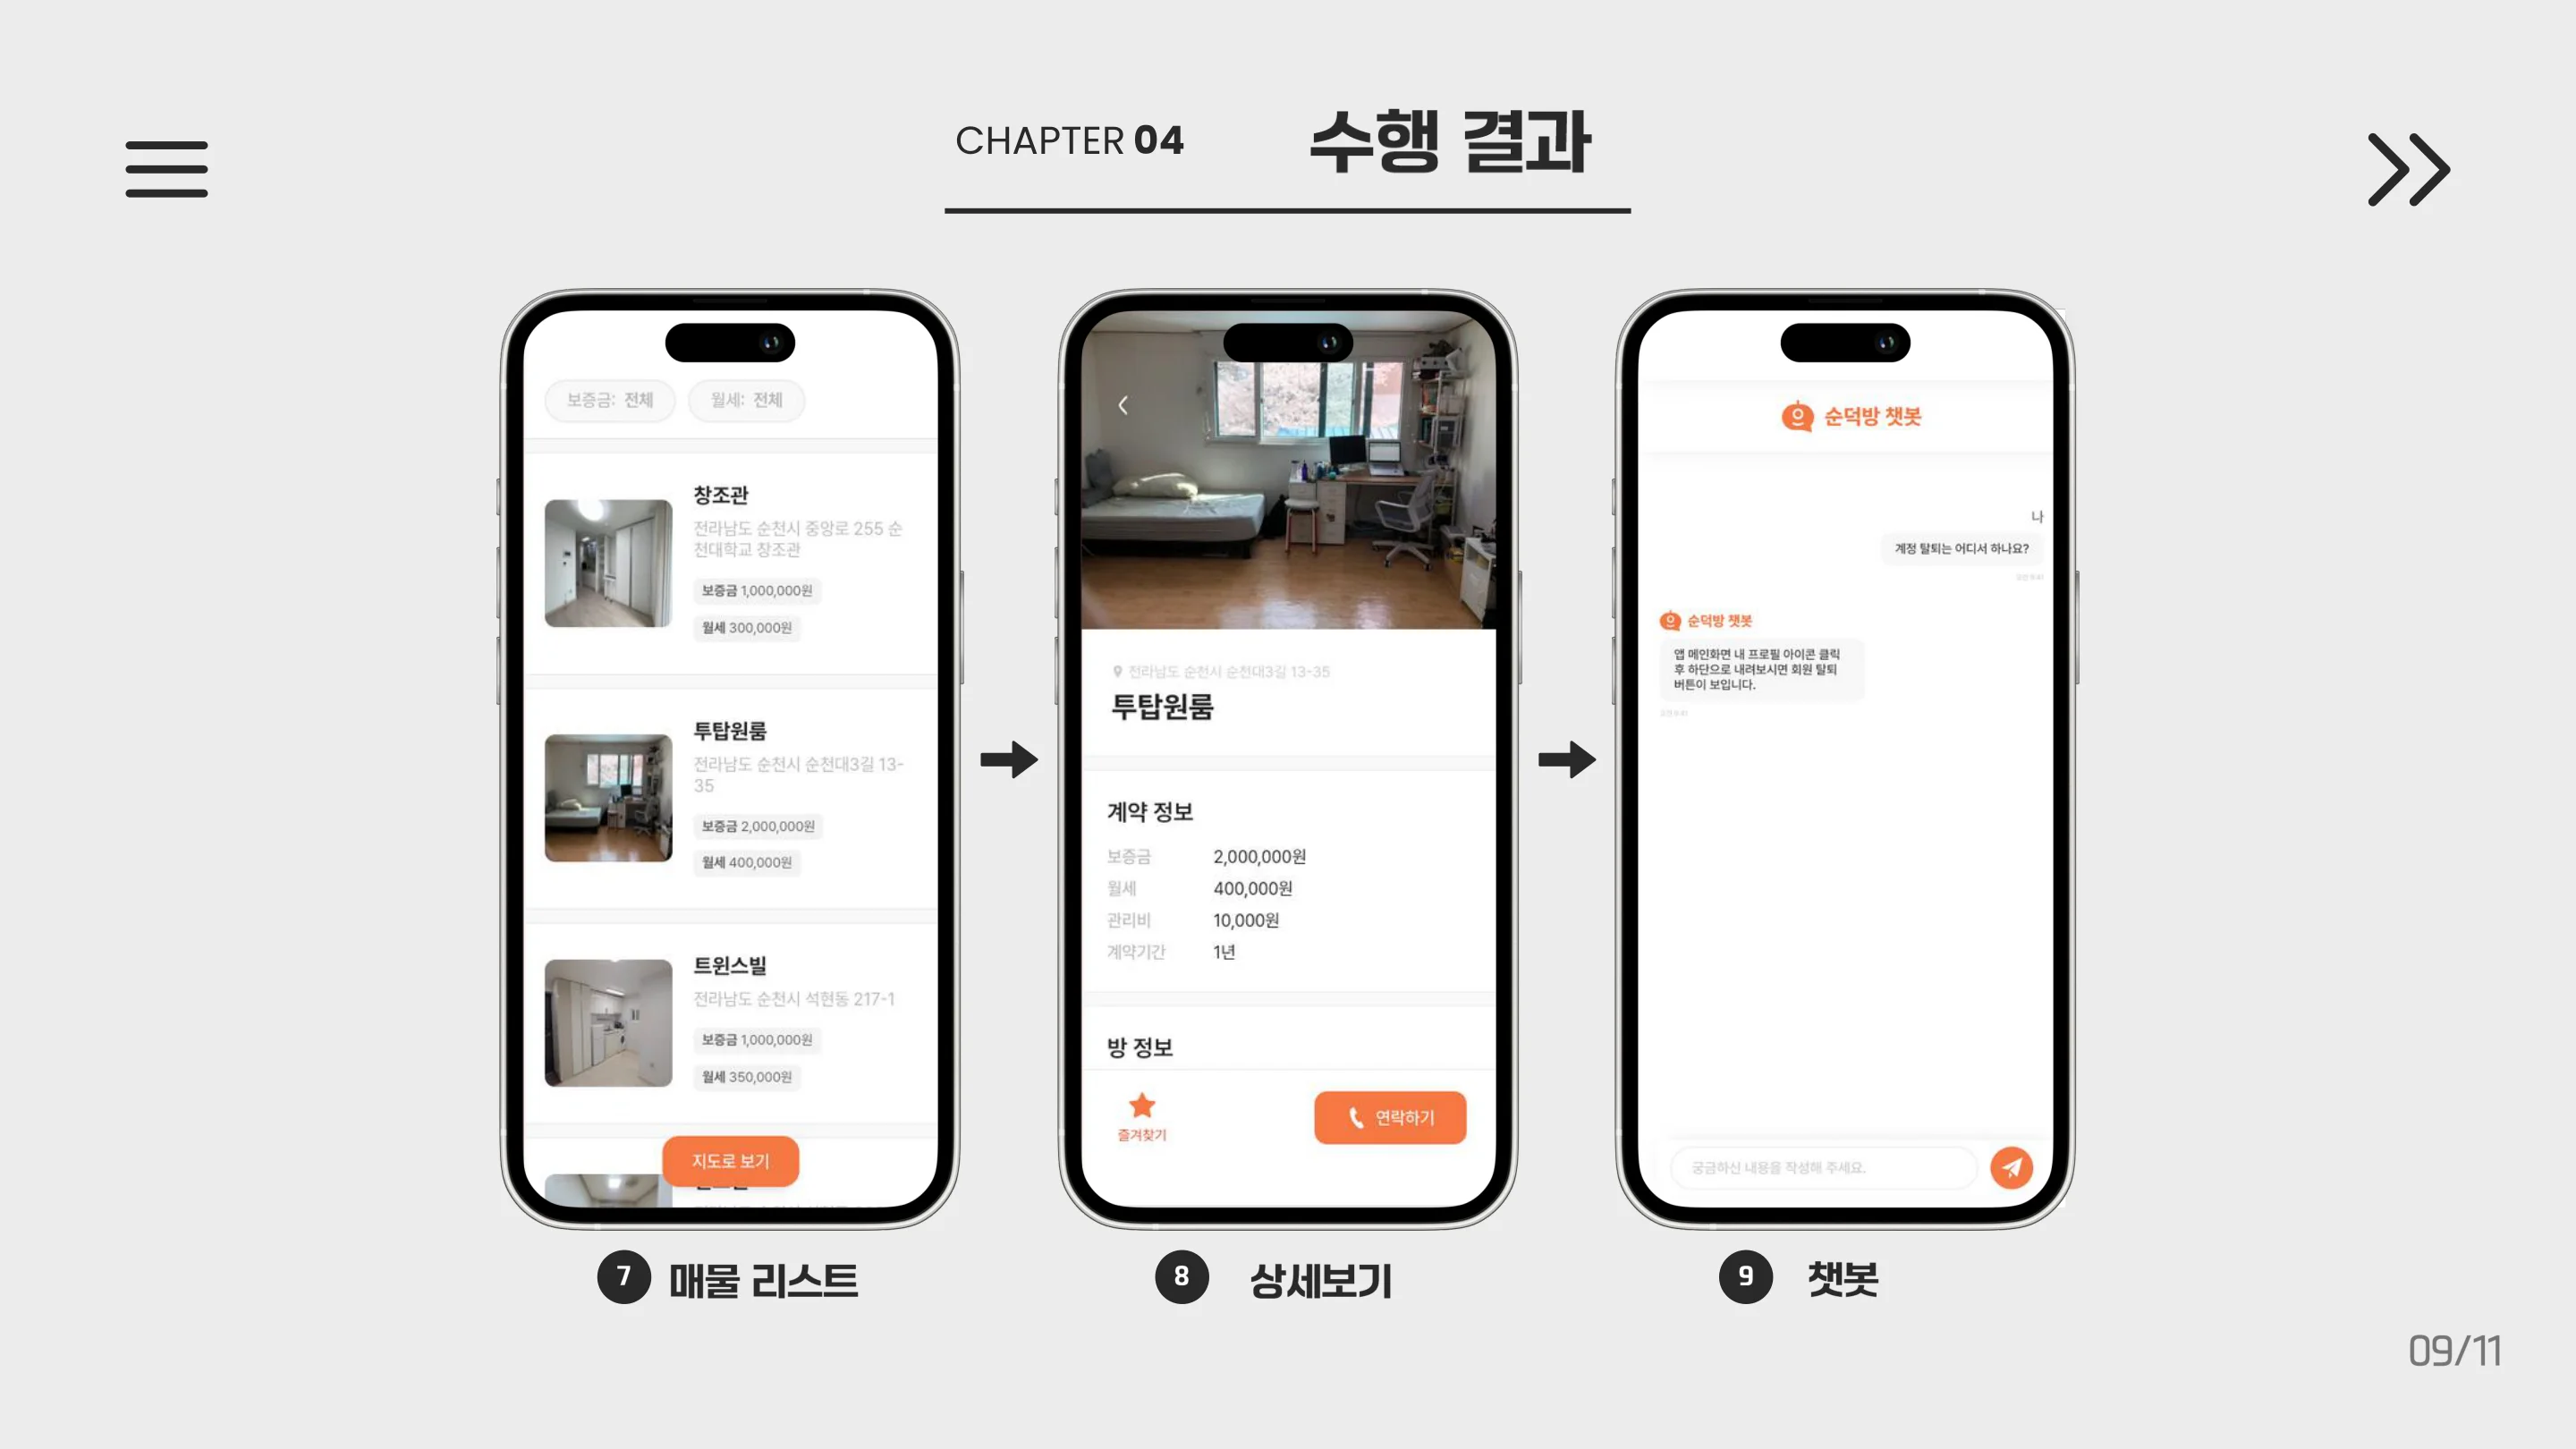 CHAPTER 04 수행 결과
보증금: 전체 월세: 전체
창조관
전라남도 순천시 중앙로 255 순
천대학교 창조관
보증금 1,000,000원
월세 300,000원
투탑원룸
전라남도 순천시 순천대3길 13-
35
보증금 2,000,000원
월세 400,000원
트윈스빌
전라남도 순천시 석현동 217-1
보증금 1,000,000원
월세 350,000원
지도로 보기
7 매물 리스트
전라남도 순천시 순천대3길 13-35
투탑원룸
계약 정보
보증금 2,000,000원
월세 400,000원
관리비 10,000원
계약기간 1년
방 정보
즐겨찾기
연락하기
8 상세보기
순덕방 챗봇
나
계정 탈퇴는 어디서 하나요?
순덕방 챗봇
앱 메인화면 내 프로필 아이콘 클릭
후 하단으로 내려보시면 회원 탈퇴
버튼이 보입니다.
궁금하신 내용을 작성해 주세요.
9 챗봇
09/11